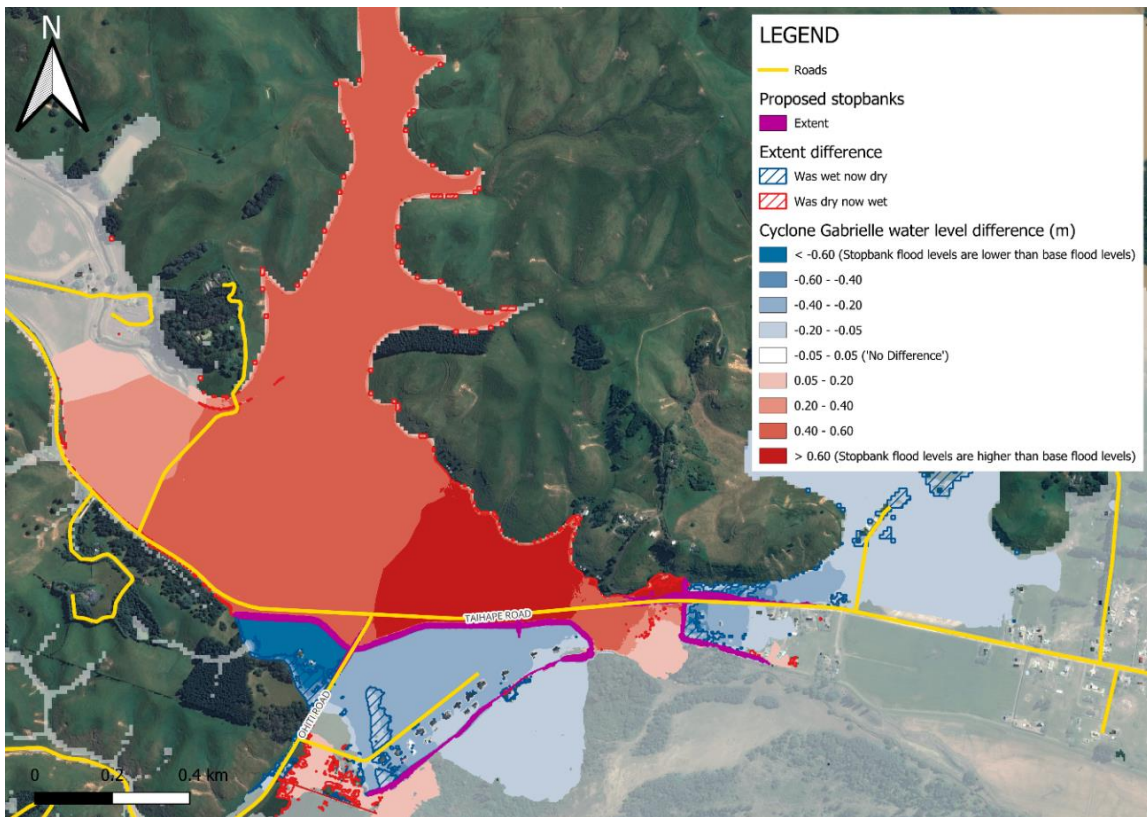 N
LEGEND
Roads
Proposed stopbanks
Extent
Extent difference
Was wet now dry
Was dry now wet
Cyclone Gabrielle water level difference (m)
< -0.60 (Stopbank flood levels are lower than base flood levels)
-0.60 - -0.40
-0.40 - -0.20
-0.20 - -0.05
-0.05 - 0.05 ('No Difference')
0.05 - 0.20
0.20 - 0.40
0.40 - 0.60
> 0.60 (Stopbank flood levels are higher than base flood levels)
TAIHAPE ROAD
OHITI ROAD
0 0.2 0.4 km